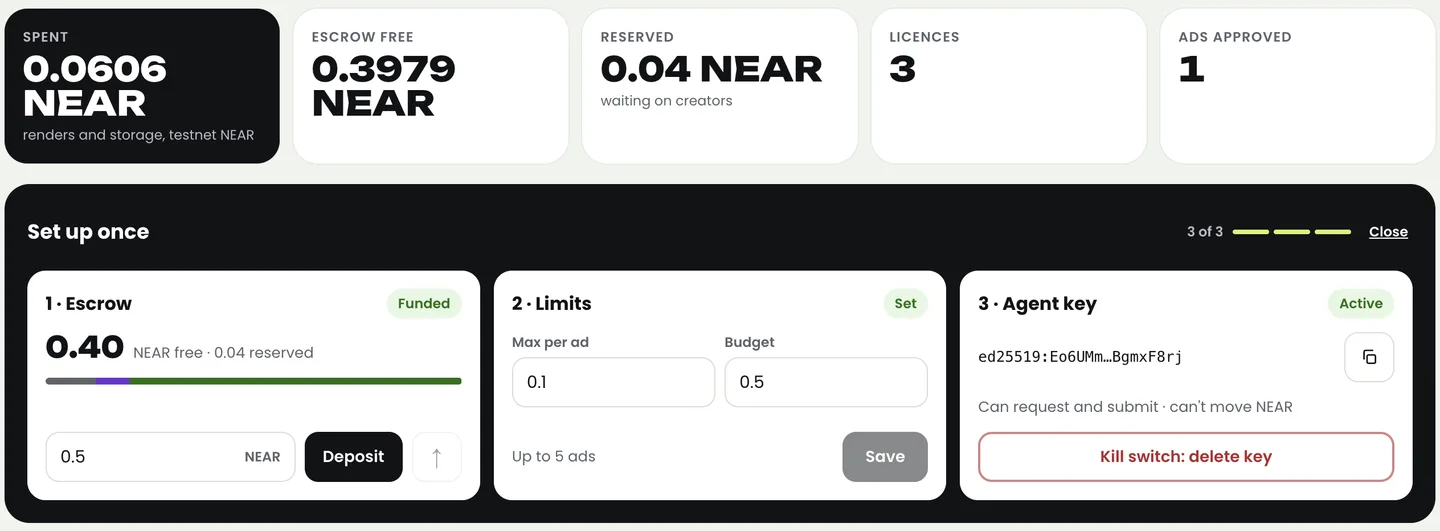 SPENT
0.0606
NEAR
renders and storage, testnet NEAR
ESCROW FREE
0.3979
NEAR
RESERVED
0.04 NEAR
waiting on creators
LICENCES
3
ADS APPROVED
1
Set up once
3 of 3
Close
1 · Escrow
Funded
0.40 NEAR free · 0.04 reserved
0.5 NEAR
Deposit
↑
2 · Limits
Set
Max per ad
Budget
0.1
0.5
Up to 5 ads
Save
3 · Agent key
Active
ed25519:Eo6UMm…BgmxF8rj
Can request and submit · can't move NEAR
Kill switch: delete key